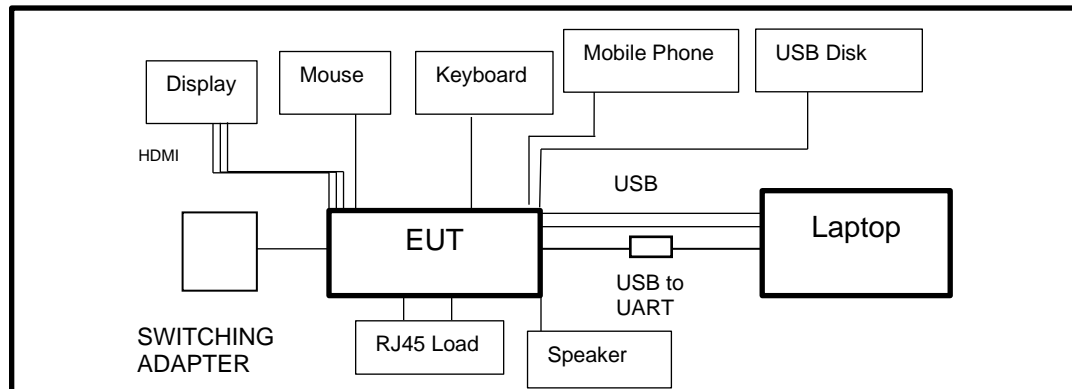 Display
Mouse
Keyboard
Mobile Phone
USB Disk
HDMI
USB
EUT
Laptop
USB to
UART
SWITCHING
ADAPTER
RJ45 Load
Speaker